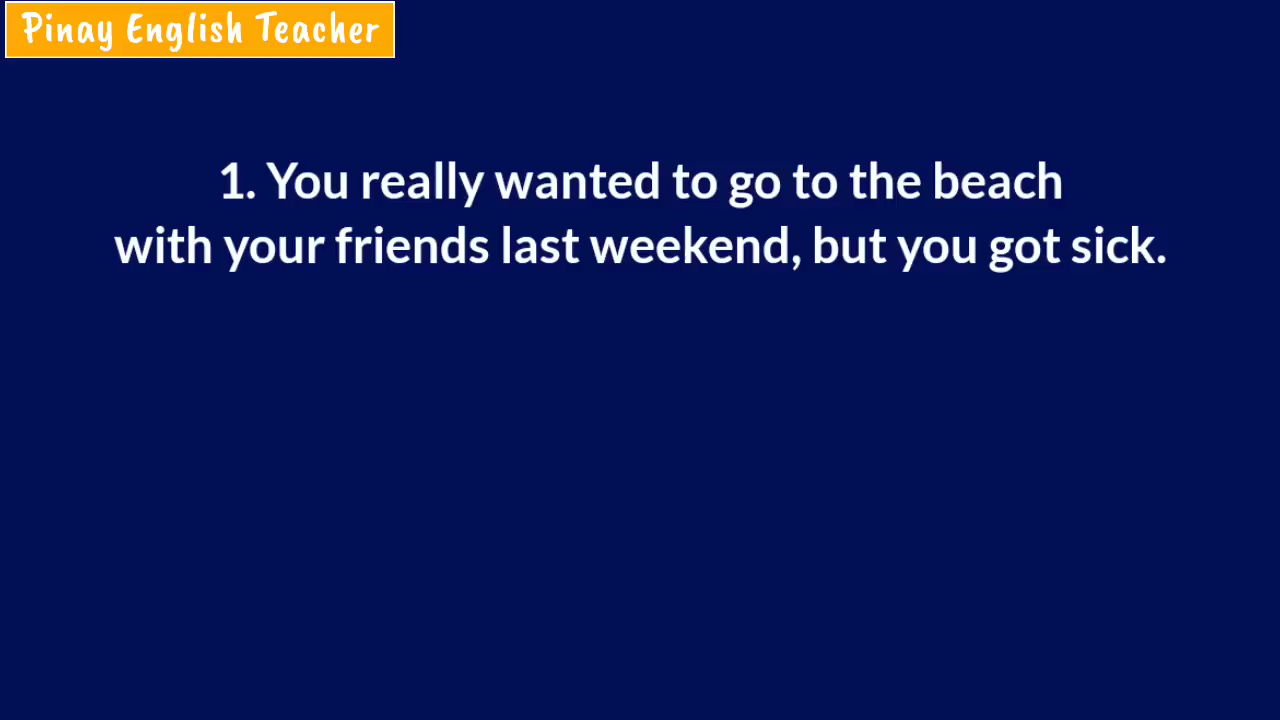 Pinay English Teacher
1. You really wanted to go to the beach
with your friends last weekend, but you got sick.